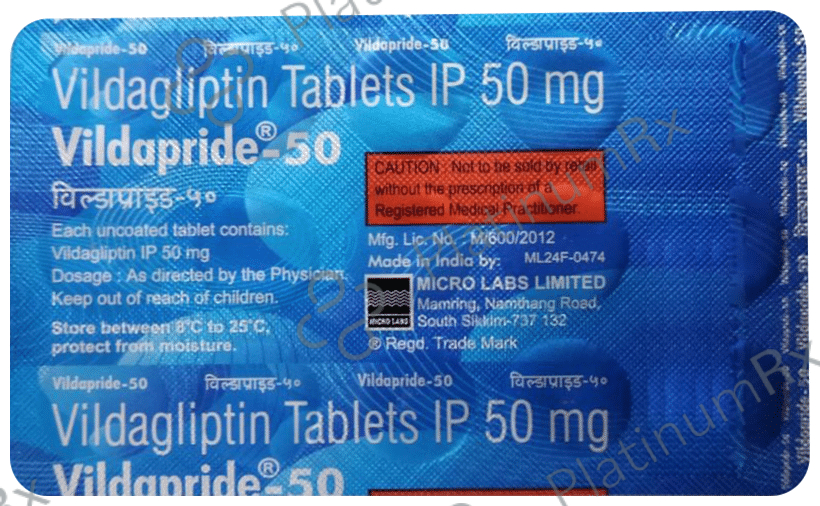 Vildapride-50 विल्डाप्राइड-५० Vildapride-50 विल्डाप्राइड-५०
Vildagliptin Tablets IP 50 mg
Vildapride®-50
विल्डाप्राइड-५०
Each uncoated tablet contains:
Vildagliptin IP 50 mg
Dosage : As directed by the Physician.
Keep out of reach of children.
Store between 8°C to 25°C,
protect from moisture.
CAUTION : Not to be sold by retail
without the prescription of a
Registered Medical Practitioner.
Mfg. Lic. No. M/600/2012
Made in India by: ML24F-0474
MICRO LABS
MICRO LABS LIMITED
Mamring, Namthang Road,
South Sikkim-737 132
® Regd. Trade Mark
Vildapride-50 विल्डाप्राइड-५० Vildapride-50 विल्डाप्राइड-५०
Vildagliptin Tablets IP 50 mg
Vildapride®-50
PlatinumRx
PlatinumRx